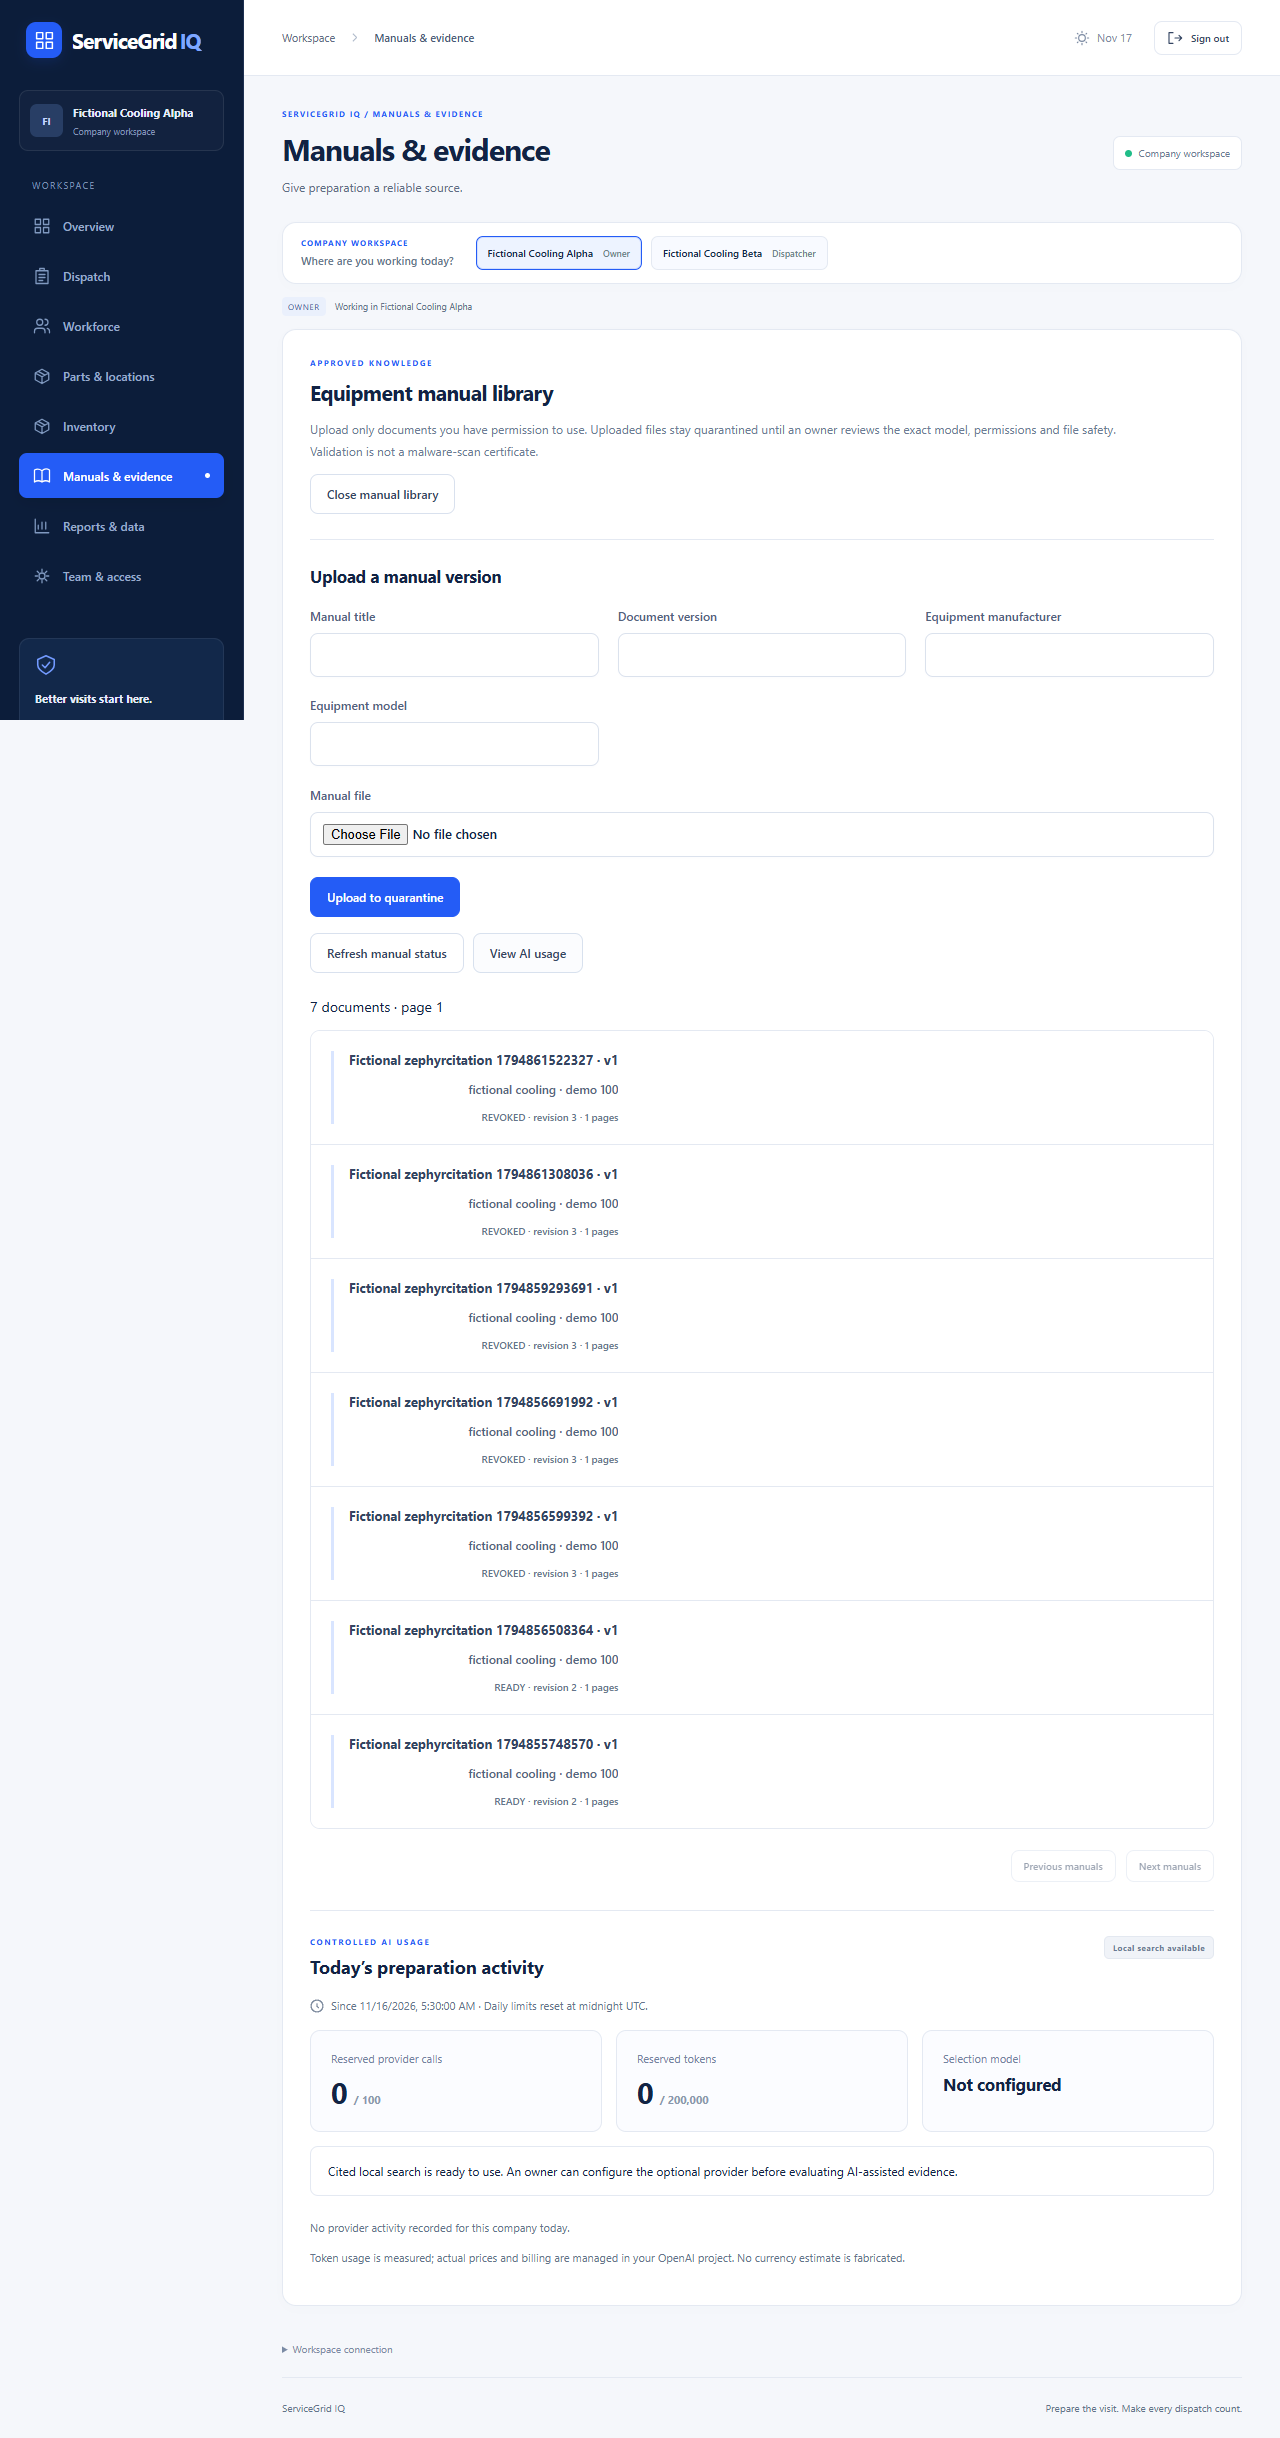 ServiceGrid IQ
FI
Fictional Cooling Alpha
Company workspace
WORKSPACE
Overview
Dispatch
Workforce
Parts & locations
Inventory
Manuals & evidence
Reports & data
Team & access
Better visits start here.
Workspace
Manuals & evidence
Nov 17
Sign out
SERVICEGRID IQ / MANUALS & EVIDENCE
Manuals & evidence
Give preparation a reliable source.
Company workspace
COMPANY WORKSPACE
Where are you working today?
Fictional Cooling Alpha Owner
Fictional Cooling Beta Dispatcher
OWNER Working in Fictional Cooling Alpha
APPROVED KNOWLEDGE
Equipment manual library
Upload only documents you have permission to use. Uploaded files stay quarantined until an owner reviews the exact model, permissions and file safety.
Validation is not a malware-scan certificate.
Close manual library
Upload a manual version
Manual title
Document version
Equipment manufacturer
Equipment model
Manual file
Choose File No file chosen
Upload to quarantine
Refresh manual status
View AI usage
7 documents · page 1
Fictional zephyrcitation 1794861522327 · v1
fictional cooling · demo 100
REVOKED · revision 3 · 1 pages
Fictional zephyrcitation 1794861308036 · v1
fictional cooling · demo 100
REVOKED · revision 3 · 1 pages
Fictional zephyrcitation 1794859293691 · v1
fictional cooling · demo 100
REVOKED · revision 3 · 1 pages
Fictional zephyrcitation 1794856691992 · v1
fictional cooling · demo 100
REVOKED · revision 3 · 1 pages
Fictional zephyrcitation 1794856599392 · v1
fictional cooling · demo 100
REVOKED · revision 3 · 1 pages
Fictional zephyrcitation 1794856508364 · v1
fictional cooling · demo 100
READY · revision 2 · 1 pages
Fictional zephyrcitation 1794855748570 · v1
fictional cooling · demo 100
READY · revision 2 · 1 pages
Previous manuals
Next manuals
CONTROLLED AI USAGE
Today’s preparation activity
Local search available
Since 11/16/2026, 5:30:00 AM · Daily limits reset at midnight UTC.
Reserved provider calls
0 / 100
Reserved tokens
0 / 200,000
Selection model
Not configured
Cited local search is ready to use. An owner can configure the optional provider before evaluating AI-assisted evidence.
No provider activity recorded for this company today.
Token usage is measured; actual prices and billing are managed in your OpenAI project. No currency estimate is fabricated.
Workspace connection
ServiceGrid IQ
Prepare the visit. Make every dispatch count.